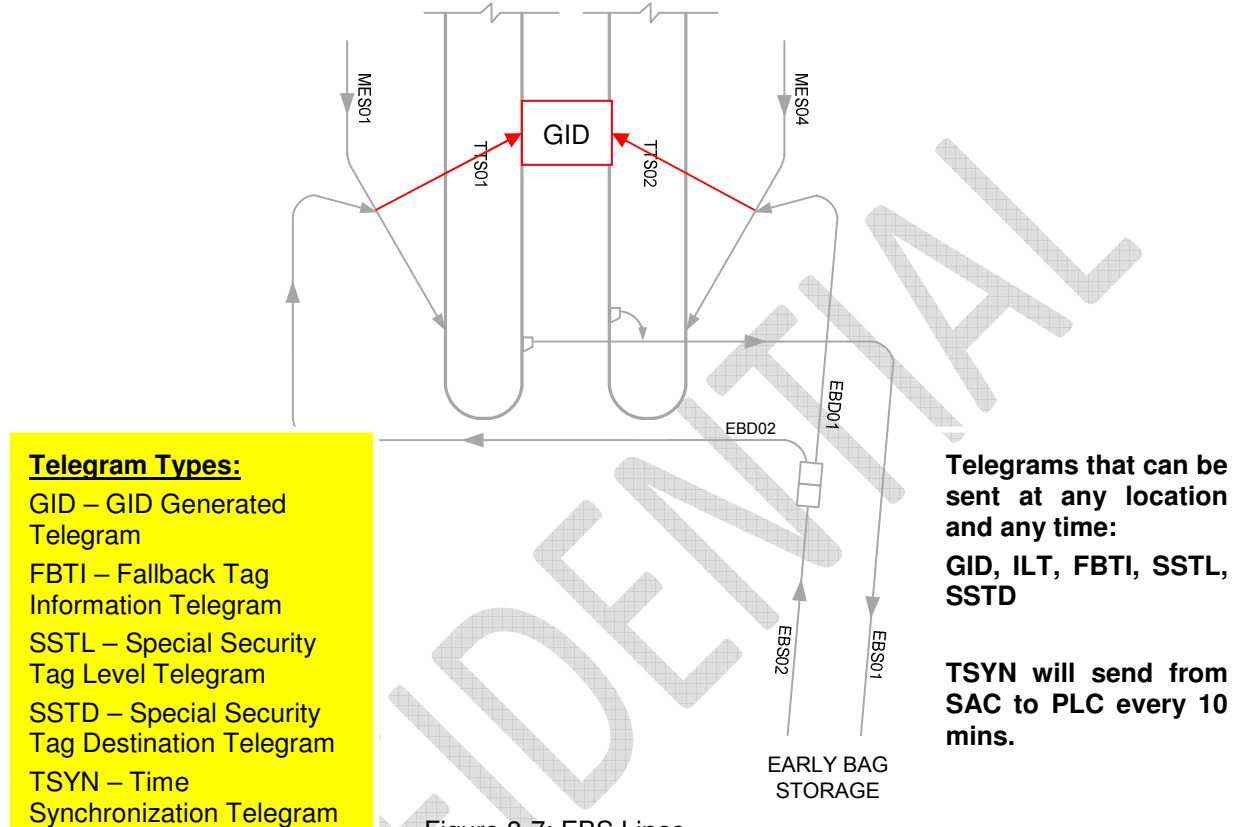 MES01
TTS01
GID
TTS02
MES04
EBD01
EBD02
EBS02
EBS01
EARLY BAG
STORAGE
Telegram Types:
GID – GID Generated
Telegram
FBTI – Fallback Tag
Information Telegram
SSTL – Special Security
Tag Level Telegram
SSTD – Special Security
Tag Destination Telegram
TSYN – Time
Synchronization Telegram
Telegrams that can be
sent at any location
and any time:
GID, ILT, FBTI, SSTL,
SSTD
TSYN will send from
SAC to PLC every 10
mins.
FIDENTIAL